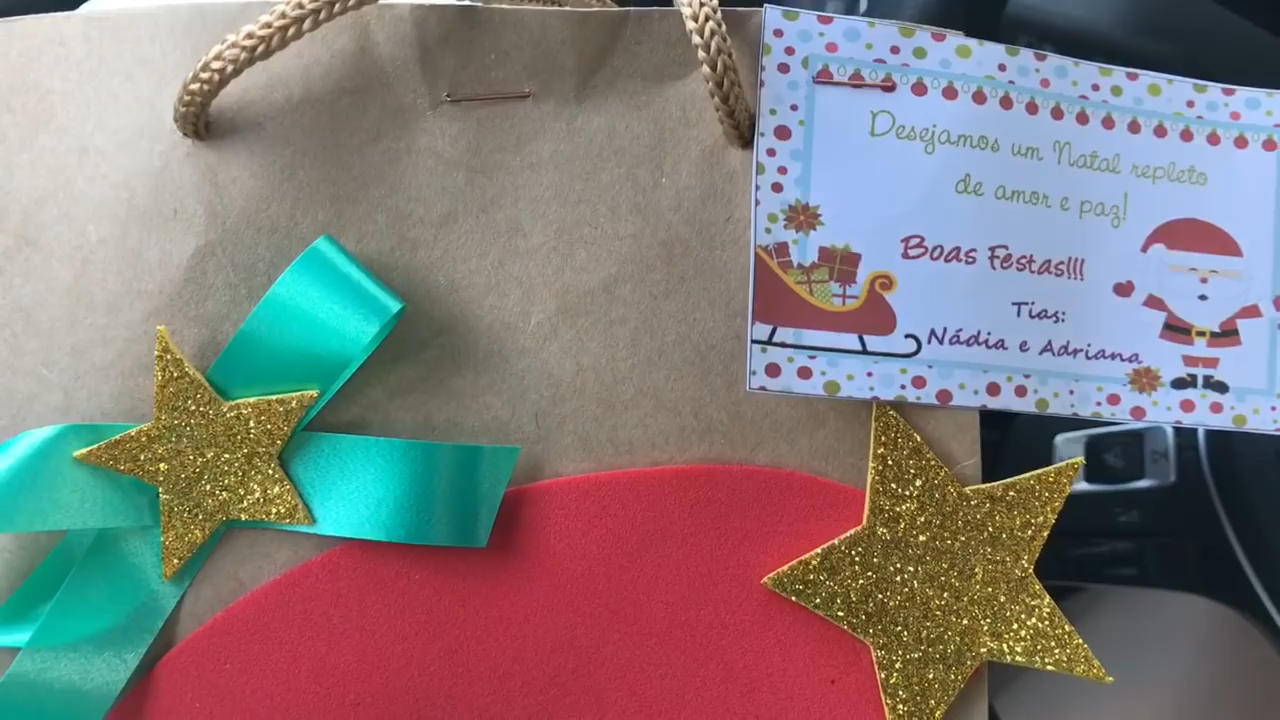 Desejamos um Natal repleto
de amor e paz!
Boas Festas!!!
Tias:
Nádia e Adriana